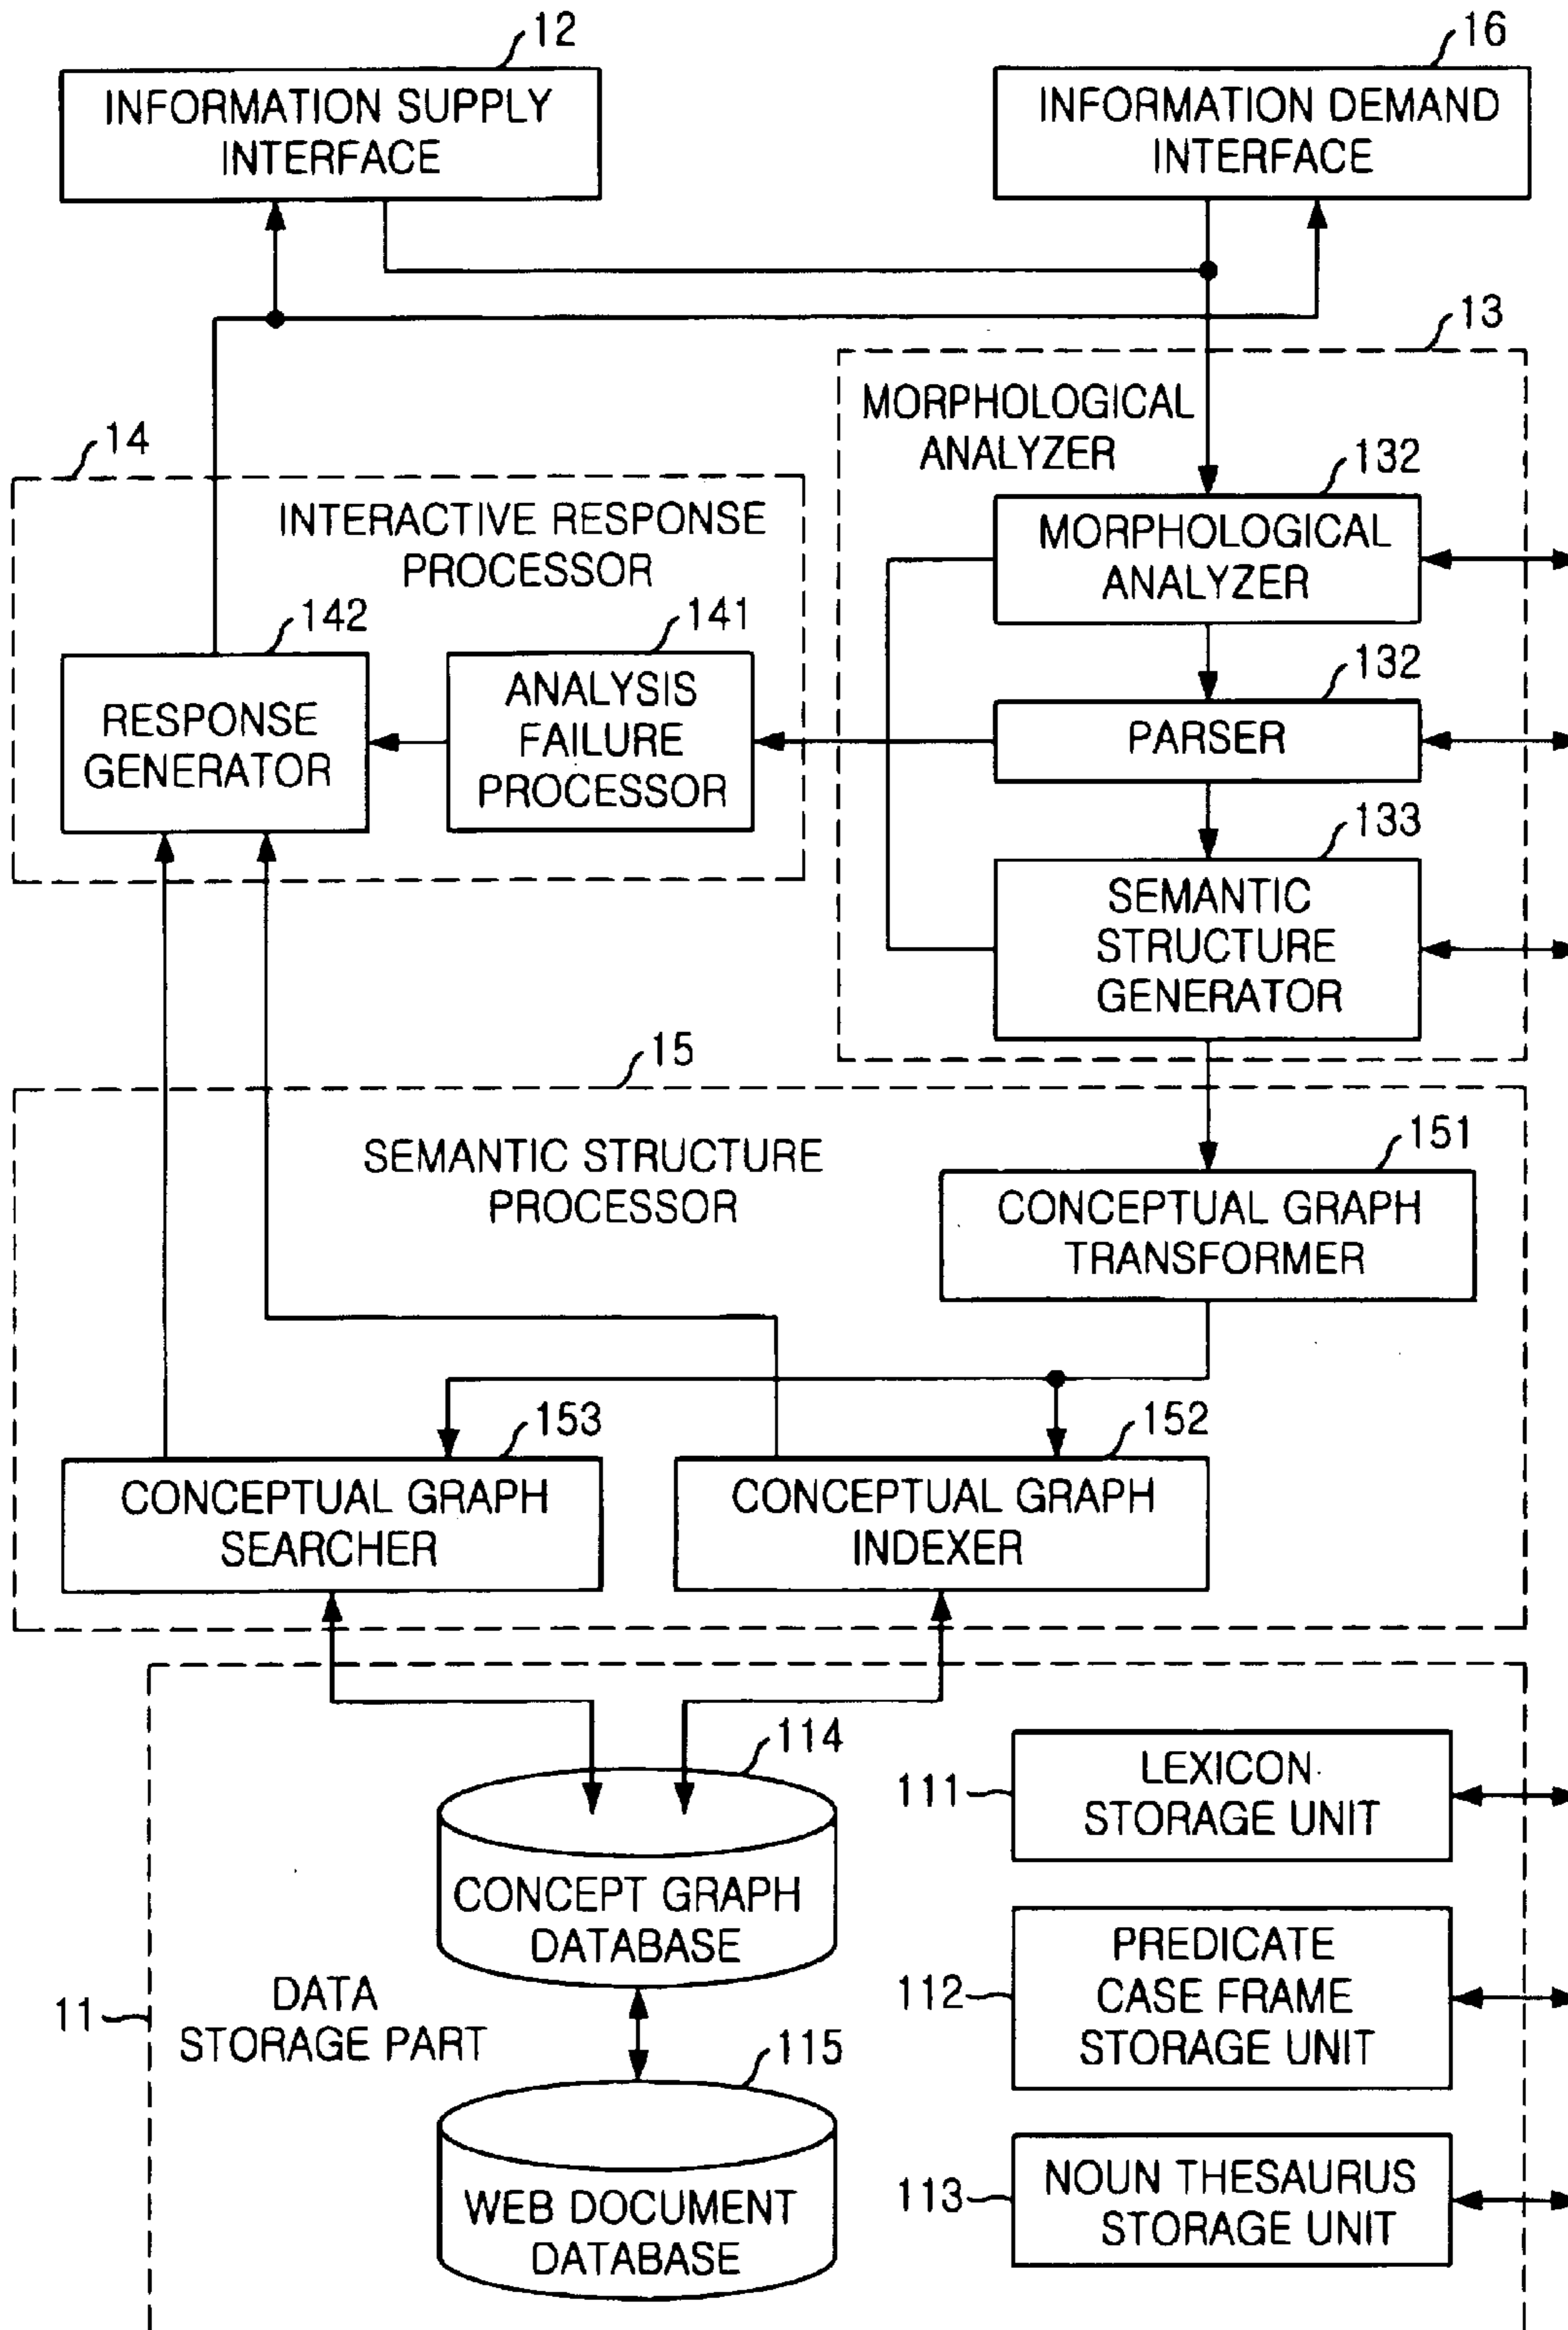 12
INFORMATION SUPPLY
INTERFACE
16
INFORMATION DEMAND
INTERFACE
13
MORPHOLOGICAL
ANALYZER
14
INTERACTIVE RESPONSE
PROCESSOR
132
MORPHOLOGICAL
ANALYZER
142
RESPONSE
GENERATOR
141
ANALYSIS
FAILURE
PROCESSOR
132
PARSER
133
SEMANTIC
STRUCTURE
GENERATOR
15
SEMANTIC STRUCTURE
PROCESSOR
151
CONCEPTUAL GRAPH
TRANSFORMER
153
CONCEPTUAL GRAPH
SEARCHER
152
CONCEPTUAL GRAPH
INDEXER
114
CONCEPT GRAPH
DATABASE
111
LEXICON
STORAGE UNIT
11
DATA
STORAGE PART
112
PREDICATE
CASE FRAME
STORAGE UNIT
115
WEB DOCUMENT
DATABASE
113
NOUN THESAURUS
STORAGE UNIT